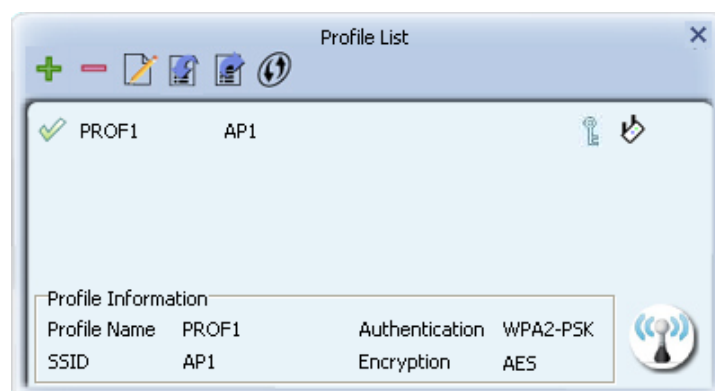 Profile List
PROF1 AP1
Profile Information
Profile Name PROF1 Authentication WPA2-PSK
SSID AP1 Encryption AES